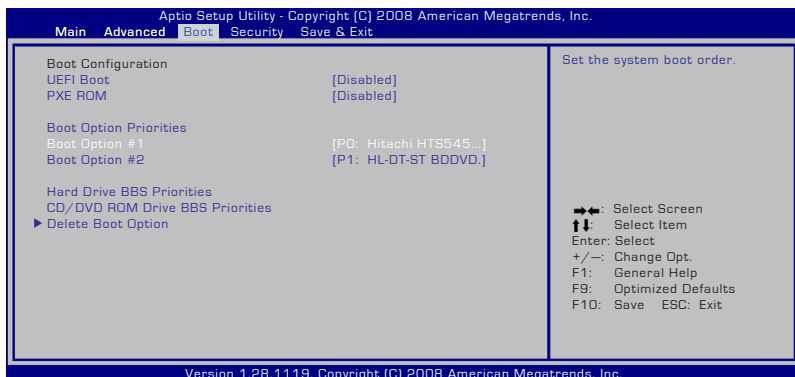 Aptio Setup Utility - Copyright (C) 2008 American Megatrends, Inc.
Main Advanced Boot Security Save & Exit
Boot Configuration
UEFI Boot [Disabled]
PXE ROM [Disabled]
Boot Option Priorities
Boot Option #1 [P0: Hitachi HTS545...]
Boot Option #2 [P1: HL-DT-ST BDDVD.]
Hard Drive BBS Priorities
CD/DVD ROM Drive BBS Priorities
Delete Boot Option
Set the system boot order.
: Select Screen
: Select Item
Enter: Select
+/—: Change Opt.
F1: General Help
F9: Optimized Defaults
F10: Save ESC: Exit
Version 1.28.1119. Copyright (C) 2008 American Megatrends, Inc.